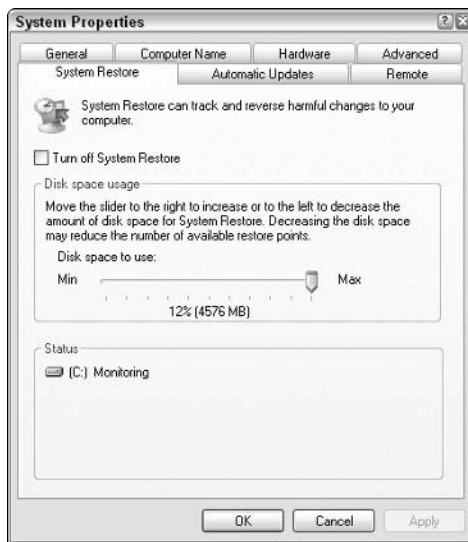 System Properties
General Computer Name Hardware Advanced
System Restore Automatic Updates Remote
System Restore can track and reverse harmful changes to your
computer.
Turn off System Restore
Disk space usage
Move the slider to the right to increase or to the left to decrease the
amount of disk space for System Restore. Decreasing the disk space
may reduce the number of available restore points.
Disk space to use:
Min Max
12% (4576 MB)
Status
(C:) Monitoring
OK Cancel Apply